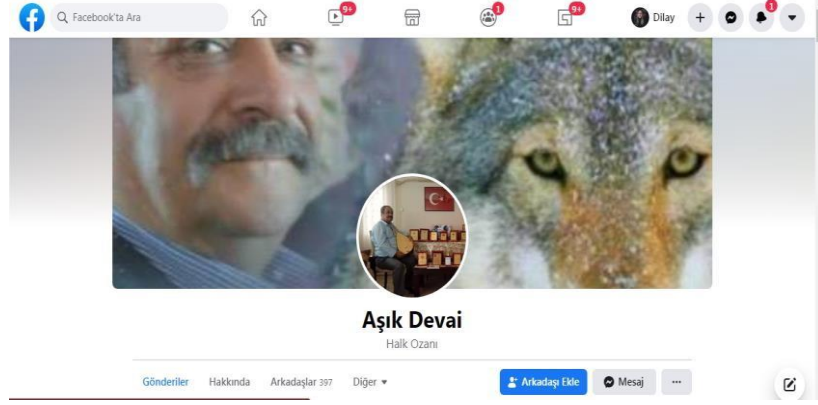 Facebook'ta Ara
9+
1
9+
Dilay
1
Aşık Devai
Halk Ozanı
Gönderiler Hakkında Arkadaşlar 397 Diğer
Arkadaşı Ekle Mesaj